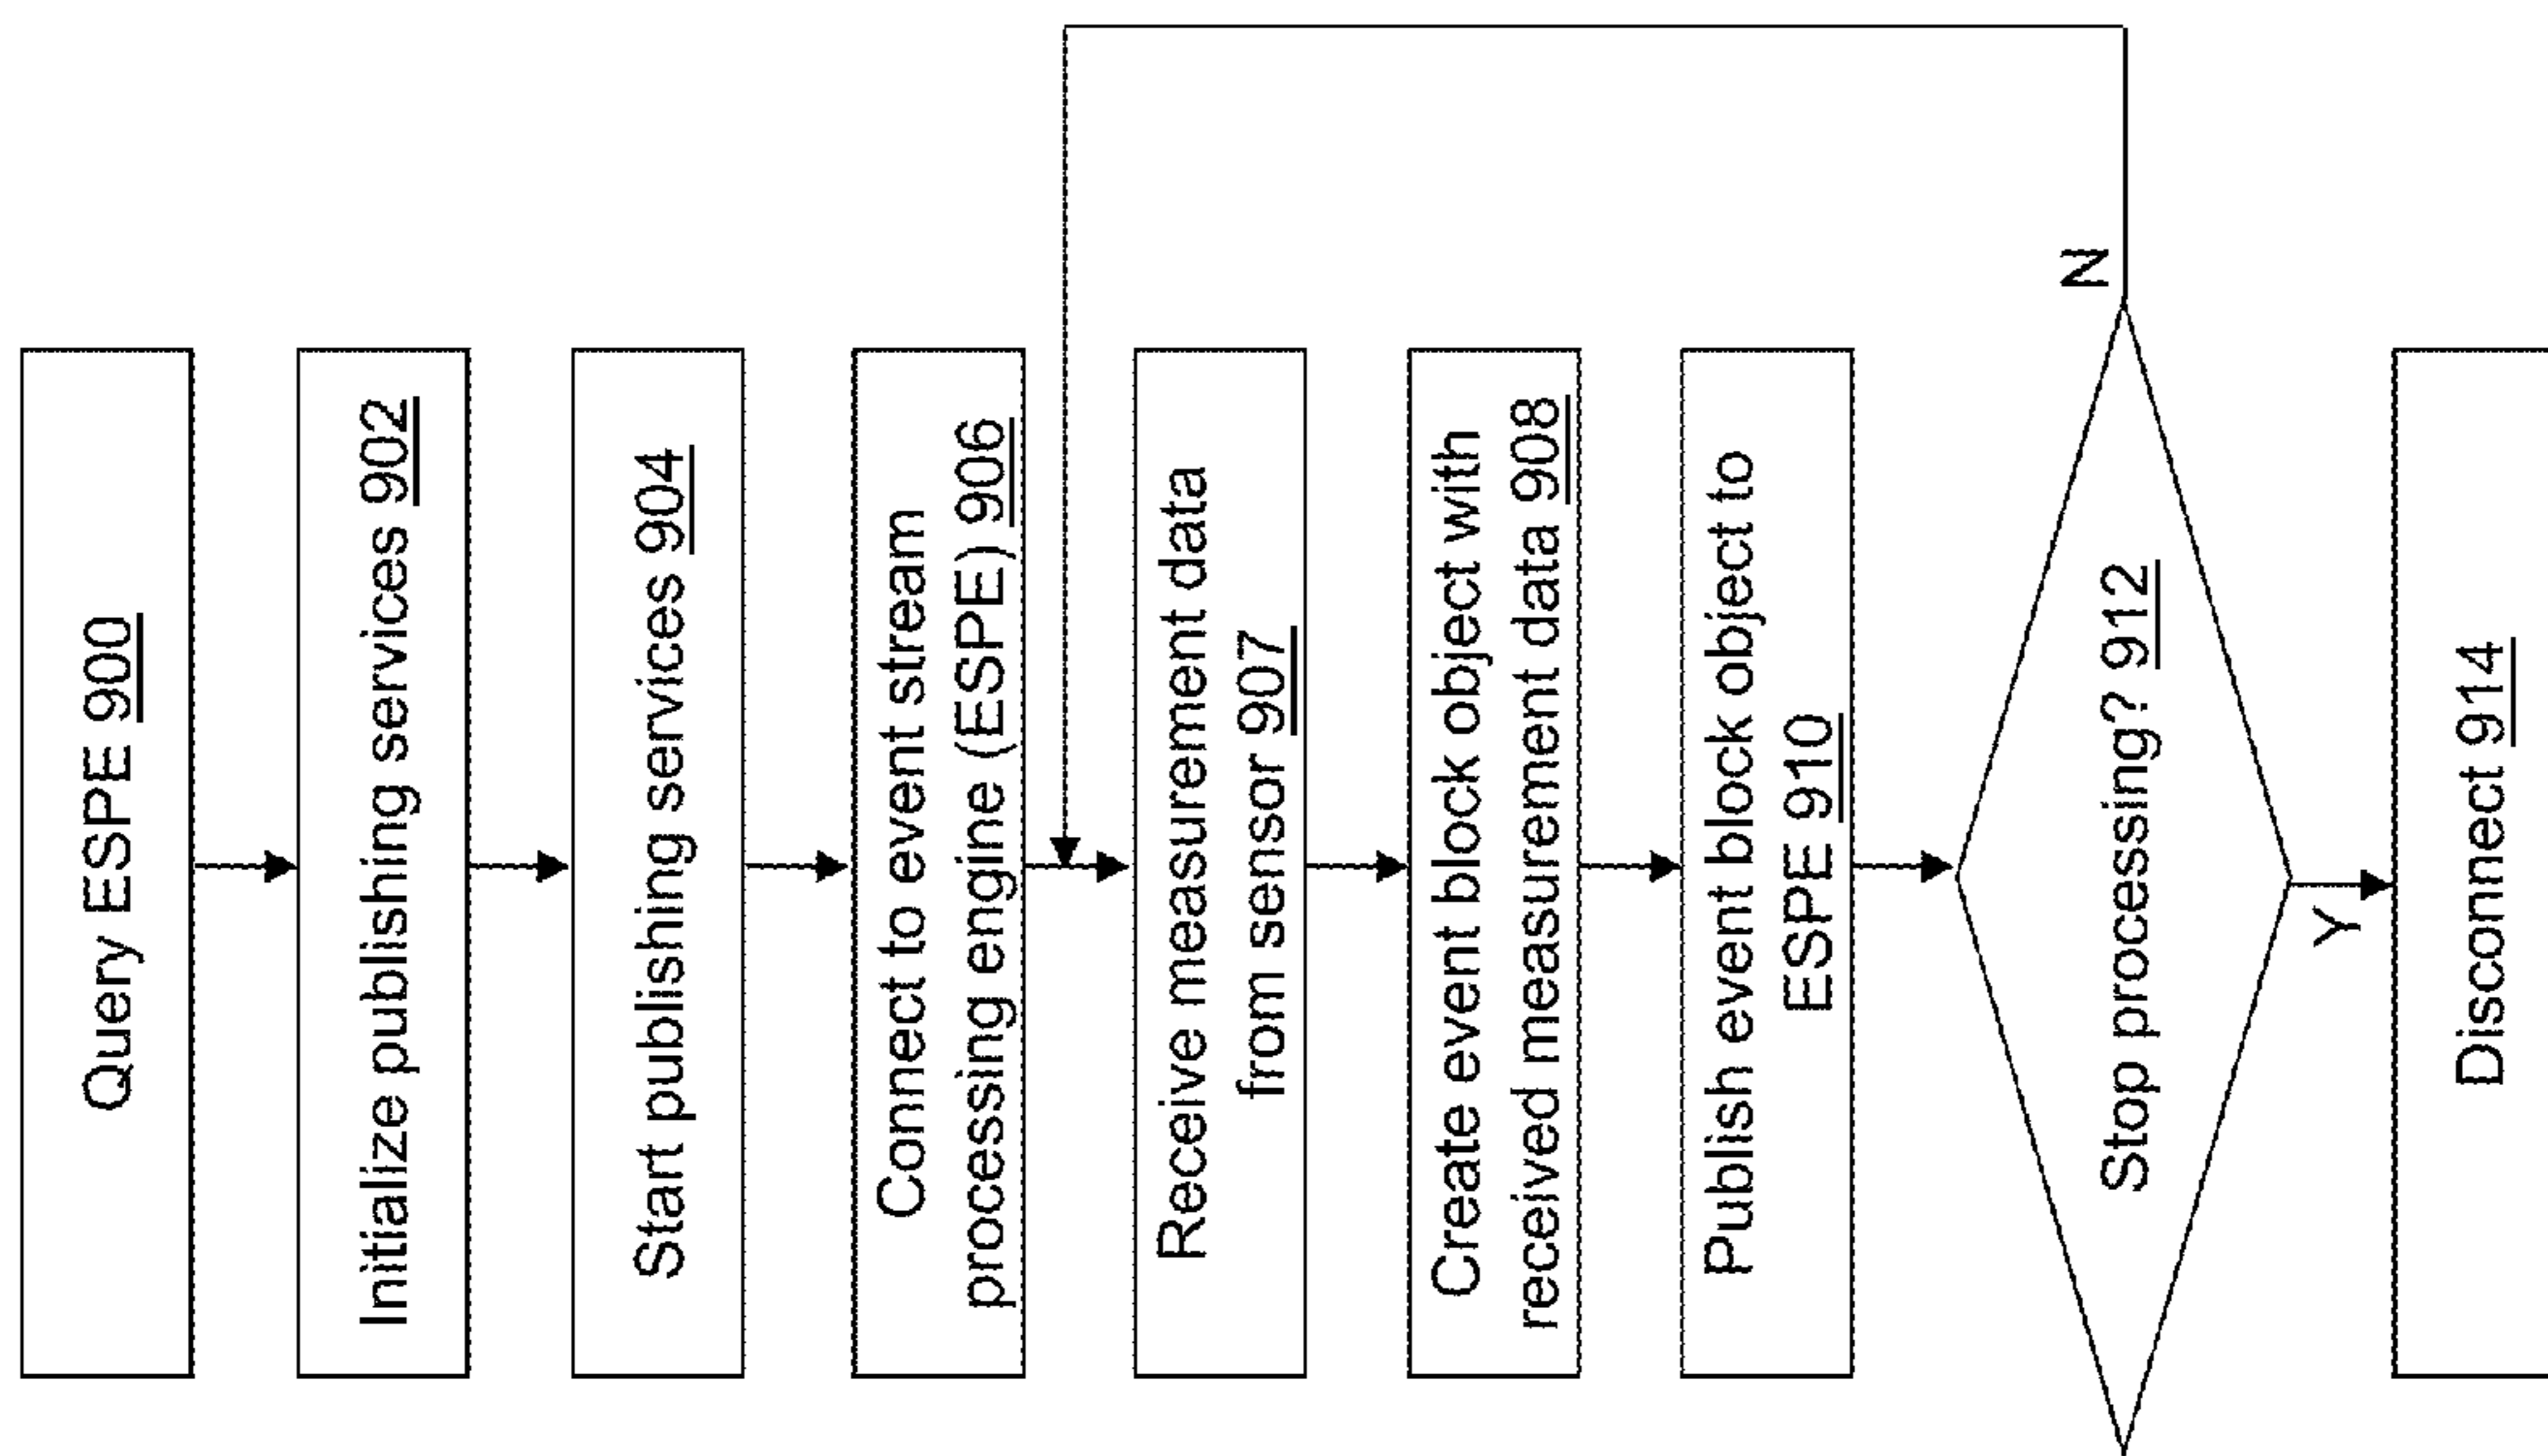 Query ESPE 900
Initialize publishing services 902
Start publishing services 904
Connect to event stream
processing engine (ESPE) 906
Receive measurement data
from sensor 907
Create event block object with
received measurement data 908
Publish event block object to
ESPE 910
Stop processing? 912
N
Y
Disconnect 914